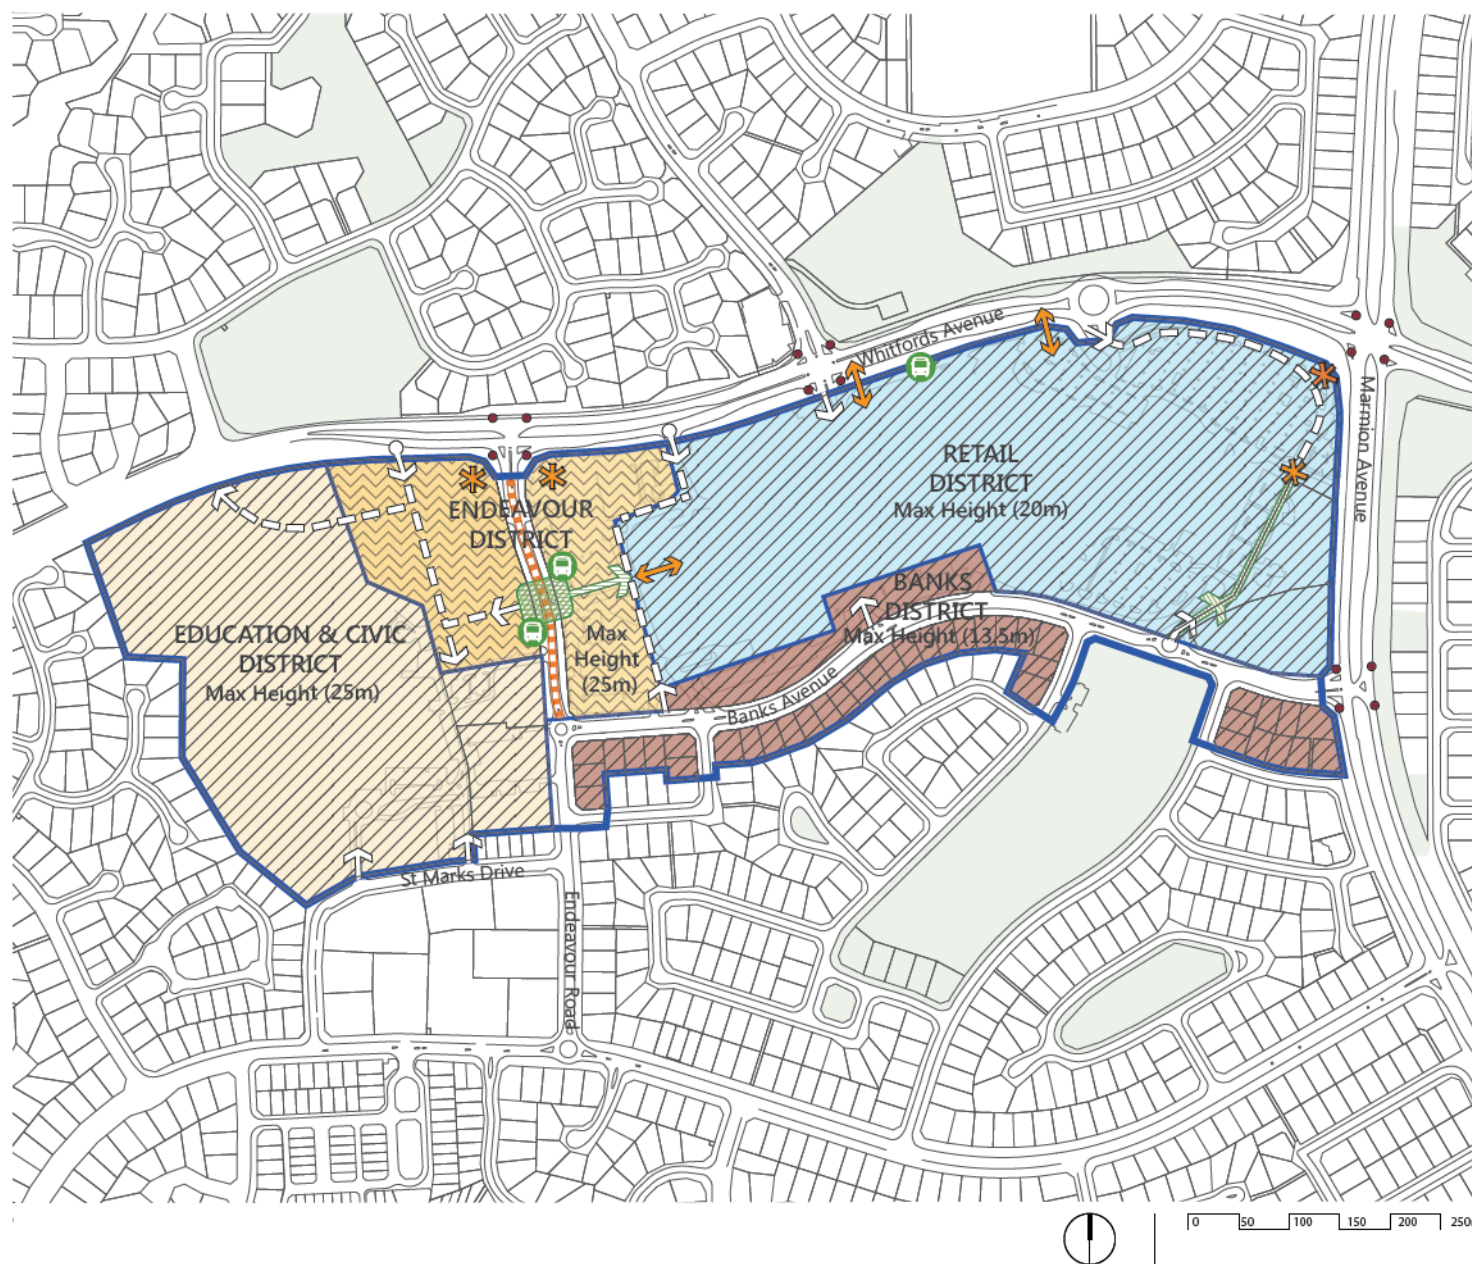 Whitfords Avenue
Marmion Avenue
RETAIL
DISTRICT
Max Height (20m)
ENDEAVOUR
DISTRICT
Max
Height
(25m)
BANKS
DISTRICT
Max Height (13.5m)
EDUCATION & CIVIC
DISTRICT
Max Height (25m)
Banks Avenue
St Marks Drive
Endeavour Road
0 50 100 150 200 250